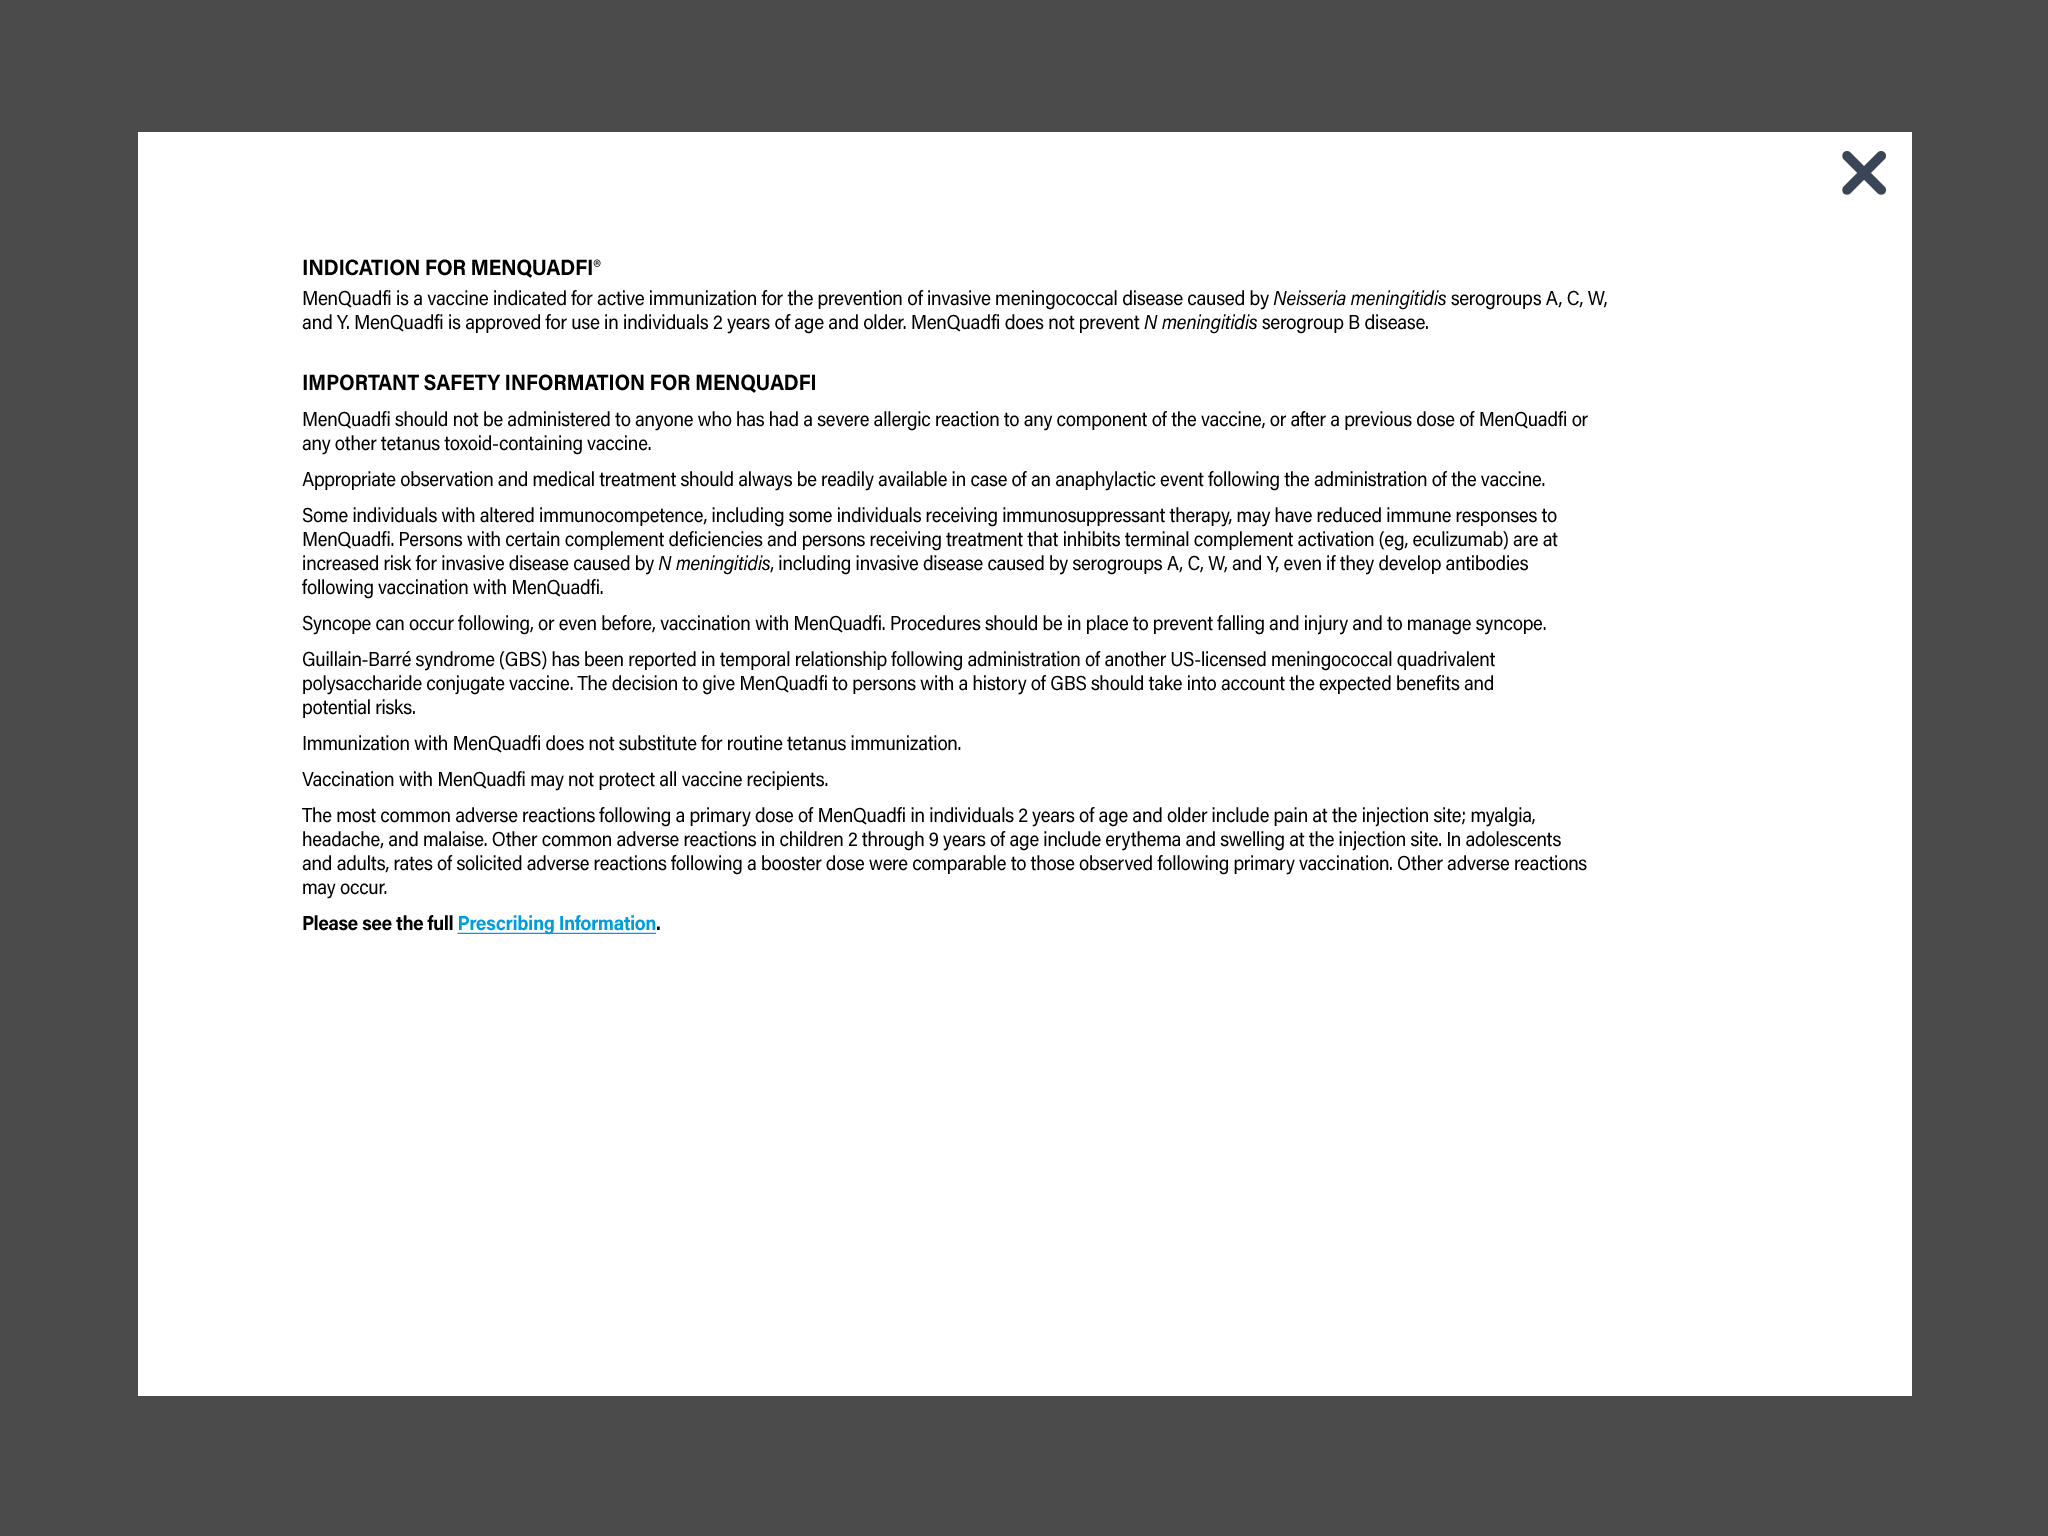 INDICATION FOR MENQUADFI®
MenQuadfi is a vaccine indicated for active immunization for the prevention of invasive meningococcal disease caused by Neisseria meningitidis serogroups A, C, W,
and Y. MenQuadfi is approved for use in individuals 2 years of age and older. MenQuadfi does not prevent N meningitidis serogroup B disease.
IMPORTANT SAFETY INFORMATION FOR MENQUADFI
MenQuadfi should not be administered to anyone who has had a severe allergic reaction to any component of the vaccine, or after a previous dose of MenQuadfi or
any other tetanus toxoid-containing vaccine.
Appropriate observation and medical treatment should always be readily available in case of an anaphylactic event following the administration of the vaccine.
Some individuals with altered immunocompetence, including some individuals receiving immunosuppressant therapy, may have reduced immune responses to
MenQuadfi. Persons with certain complement deficiencies and persons receiving treatment that inhibits terminal complement activation (eg, eculizumab) are at
increased risk for invasive disease caused by N meningitidis, including invasive disease caused by serogroups A, C, W, and Y, even if they develop antibodies
following vaccination with MenQuadfi.
Syncope can occur following, or even before, vaccination with MenQuadfi. Procedures should be in place to prevent falling and injury and to manage syncope.
Guillain-Barré syndrome (GBS) has been reported in temporal relationship following administration of another US-licensed meningococcal quadrivalent
polysaccharide conjugate vaccine. The decision to give MenQuadfi to persons with a history of GBS should take into account the expected benefits and
potential risks.
Immunization with MenQuadfi does not substitute for routine tetanus immunization.
Vaccination with MenQuadfi may not protect all vaccine recipients.
The most common adverse reactions following a primary dose of MenQuadfi in individuals 2 years of age and older include pain at the injection site; myalgia,
headache, and malaise. Other common adverse reactions in children 2 through 9 years of age include erythema and swelling at the injection site. In adolescents
and adults, rates of solicited adverse reactions following a booster dose were comparable to those observed following primary vaccination. Other adverse reactions
may occur.
Please see the full Prescribing Information.